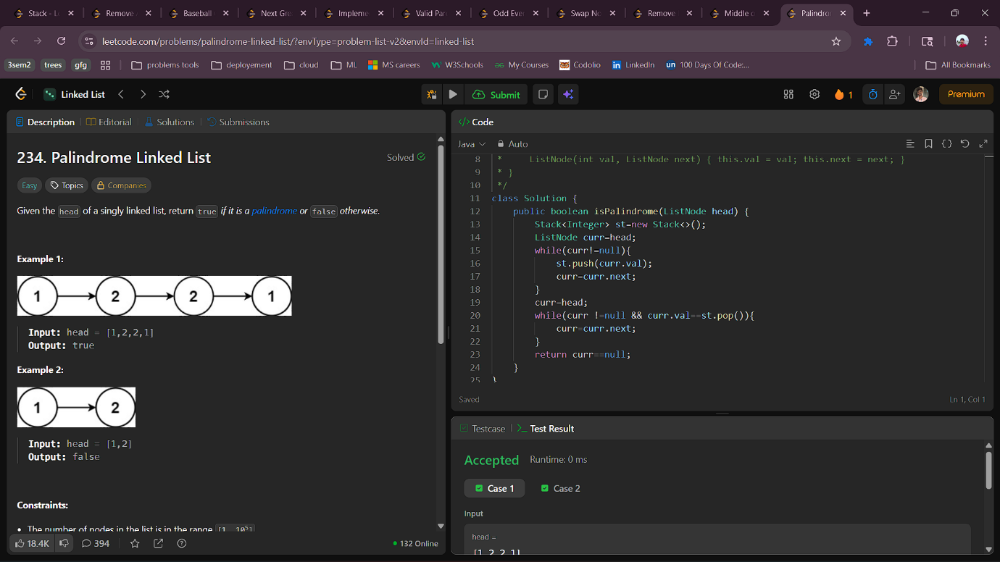 Stack - L
Remove
Baseball
Next Gre
Impleme
Valid Par
Odd Eve
Swap No
Remove
Middle o
Palindro
leetcode.com/problems/palindrome-linked-list/?envType=problem-list-v2&envId=linked-list
3sem2 trees gfg problems tools deployement cloud ML MS careers W3Schools My Courses Codolio LinkedIn 100 Days Of Code:... All Bookmarks
Linked List Submit 1 Premium
Description Editorial Solutions Submissions
234. Palindrome Linked List Solved
Easy Topics Companies
Given the head of a singly linked list, return true if it is a palindrome or false otherwise.
Example 1:
1 2 2 1
Input: head = [1,2,2,1]
Output: true
Example 2:
1 2
Input: head = [1,2]
Output: false
Constraints:
• The number of nodes in the list is in the range [1, 10⁵]
18.4K 394 132 Online
</> Code
Java Auto
8 * ListNode(int val, ListNode next) { this.val = val; this.next = next; }
9 * }
10 */
11 class Solution {
12 public boolean isPalindrome(ListNode head) {
13 Stack<Integer> st=new Stack<>();
14 ListNode curr=head;
15 while(curr!=null){
16 st.push(curr.val);
17 curr=curr.next;
18 }
19 curr=head;
20 while(curr !=null && curr.val==st.pop()){
21 curr=curr.next;
22 }
23 return curr==null;
24 }
25 }
Saved Ln 1, Col 1
Testcase Test Result
Accepted Runtime: 0 ms
Case 1 Case 2
Input
head =
[1,2,2,1]